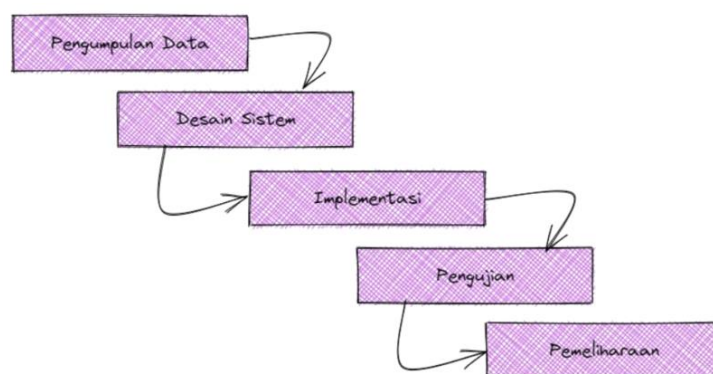 Pengumpulan Data
Desain Sistem
Implementasi
Pengujian
Pemeliharaan